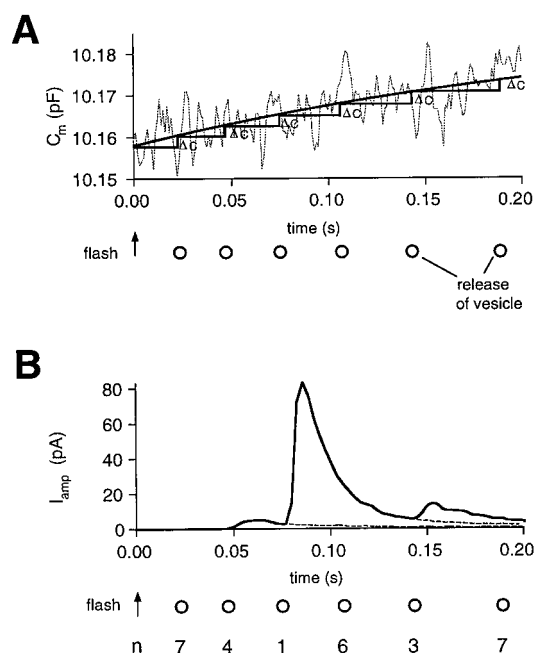 A
10.18
10.17
10.16
10.15
Cm (pF)
ΔC ΔC ΔC ΔC ΔC ΔC
0.00 0.05 0.10 0.15 0.20
time (s)
flash
release
of vesicle
B
80
60
40
20
0
Iamp (pA)
0.00 0.05 0.10 0.15 0.20
time (s)
flash
n 7 4 1 6 3 7